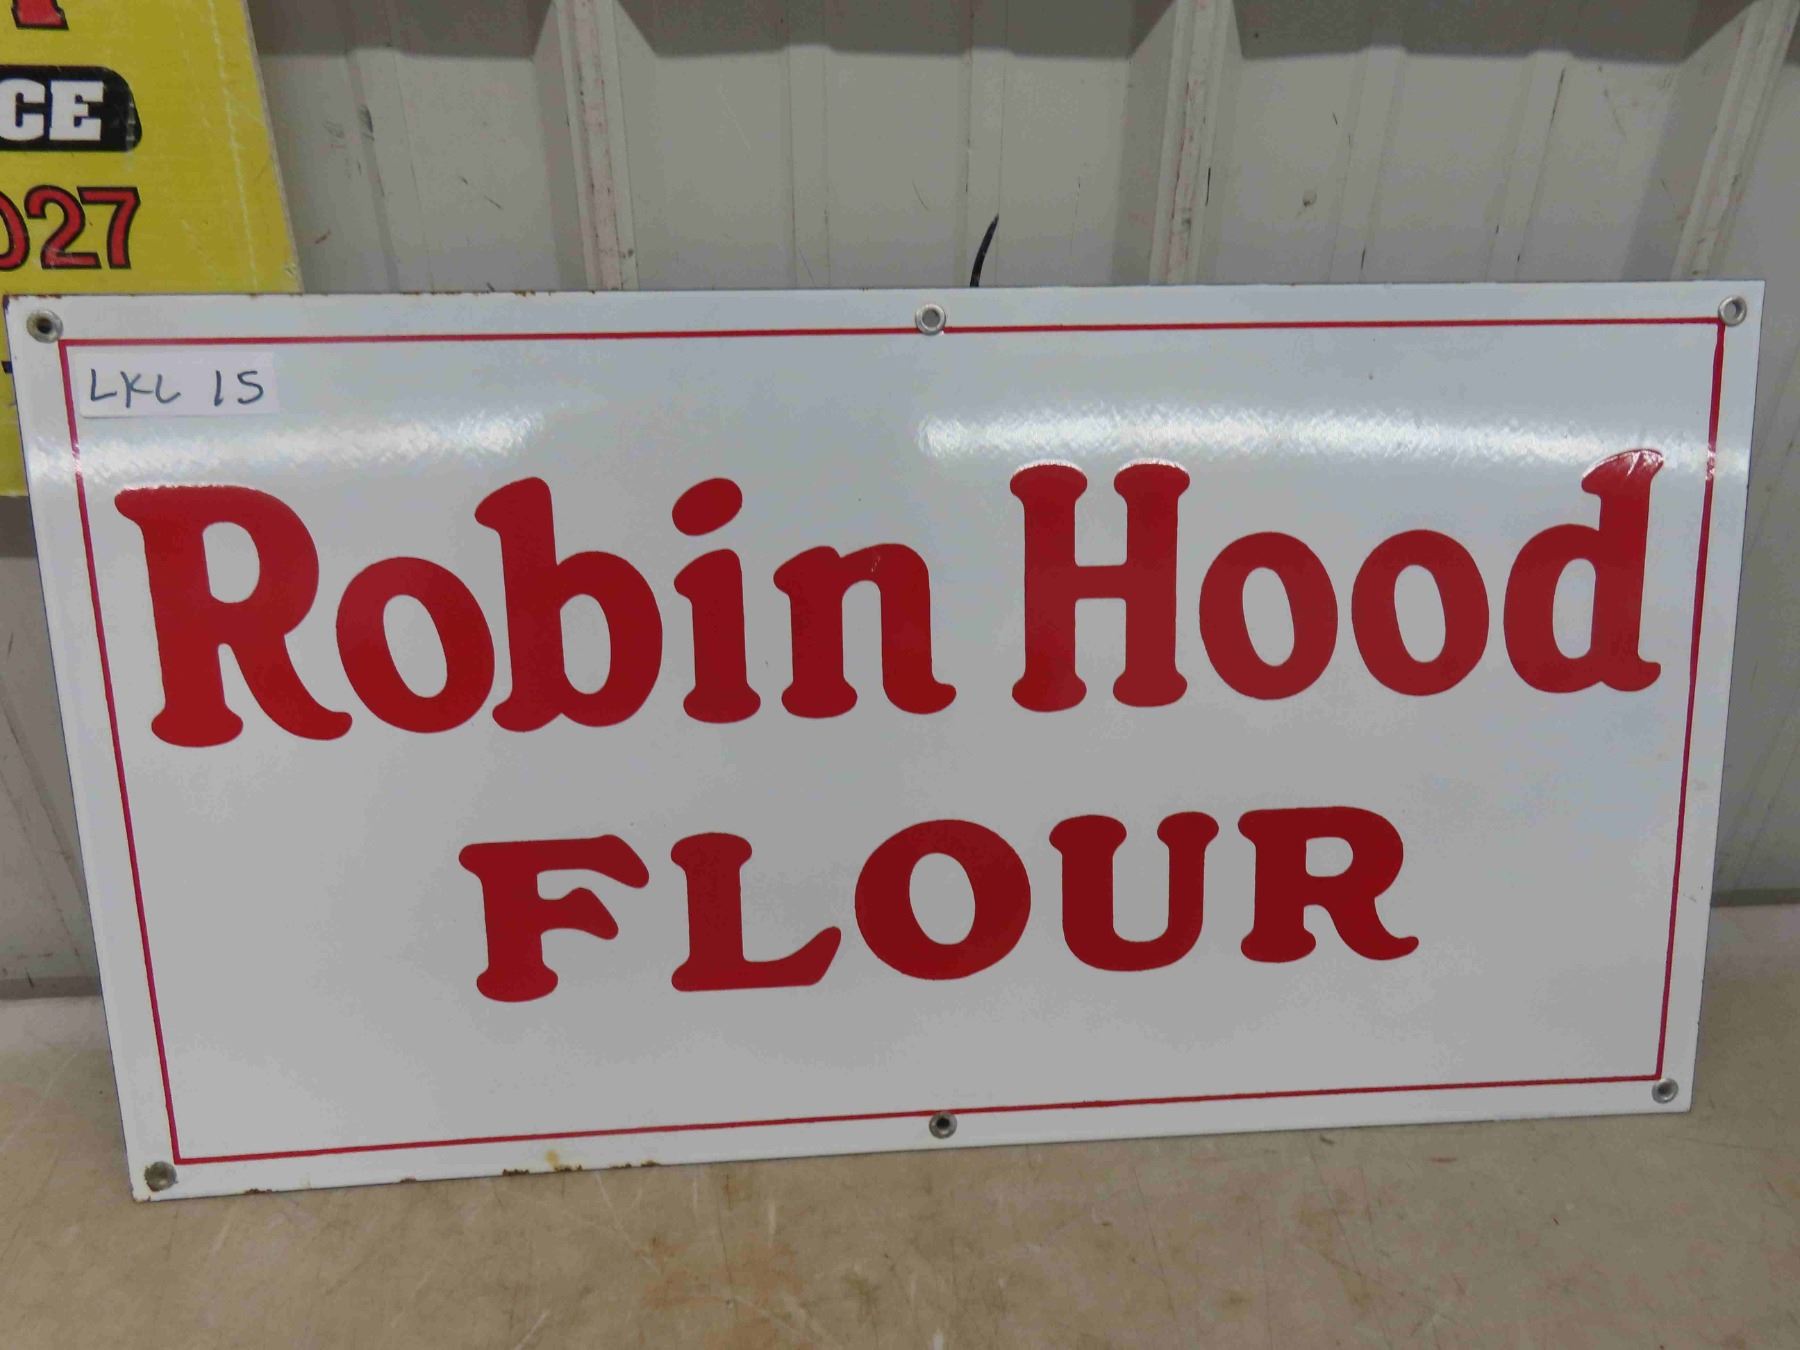 CE
027
LKL 15
Robin Hood
FLOUR